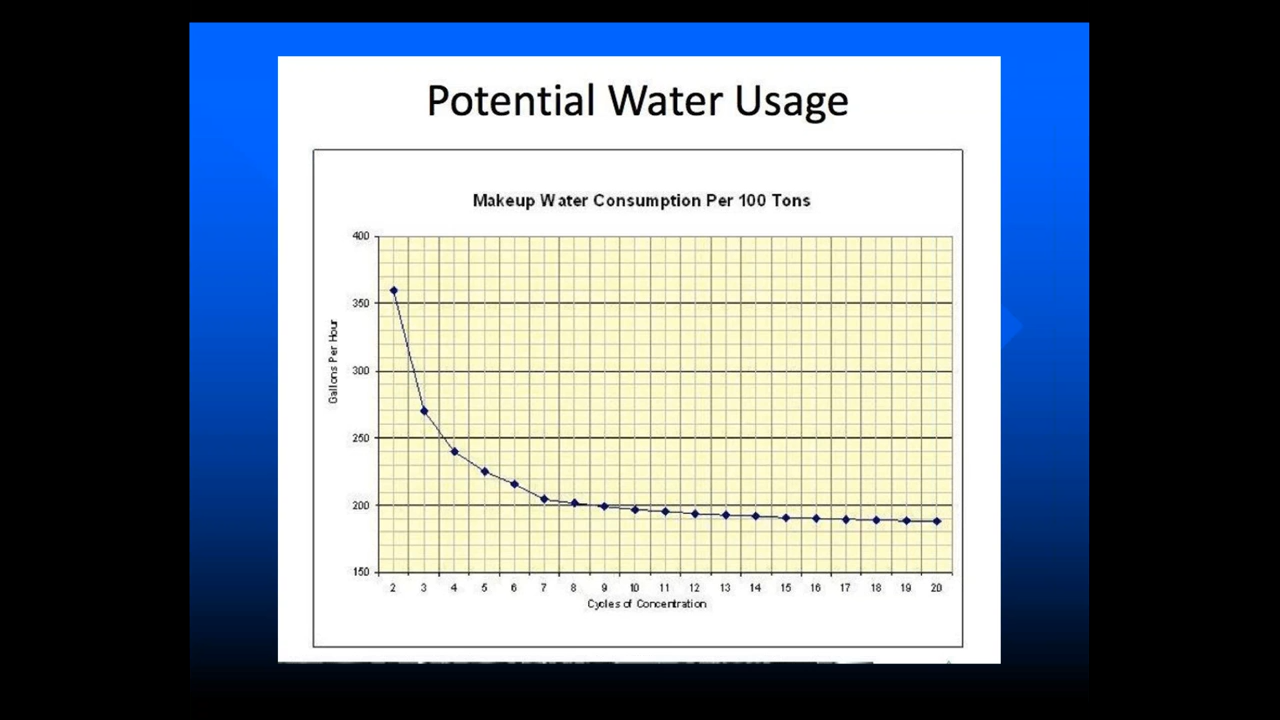 Potential Water Usage
Makeup Water Consumption Per 100 Tons
400
350
300
250
200
150
Gallons Per Hour
2 3 4 5 6 7 8 9 10 11 12 13 14 15 16 17 18 19 20
Cycles of Concentration